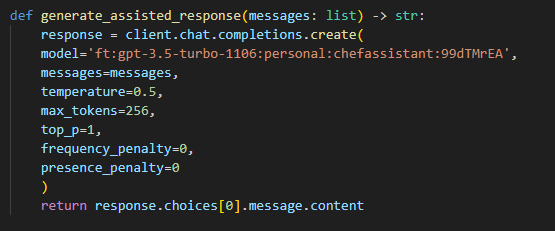 def generate_assisted_response(messages: list) -> str:
    response = client.chat.completions.create(
    model='ft:gpt-3.5-turbo-1106:personal:chefassistant:99dTMrEA',
    messages=messages,
    temperature=0.5,
    max_tokens=256,
    top_p=1,
    frequency_penalty=0,
    presence_penalty=0
    )
    return response.choices[0].message.content